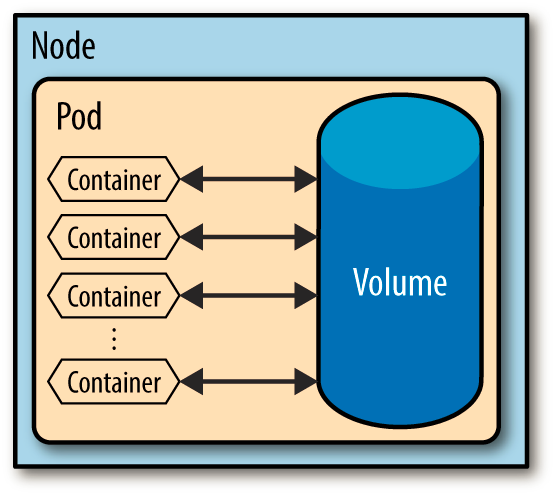 Node
Pod
Container
Container
Container
Container
Volume